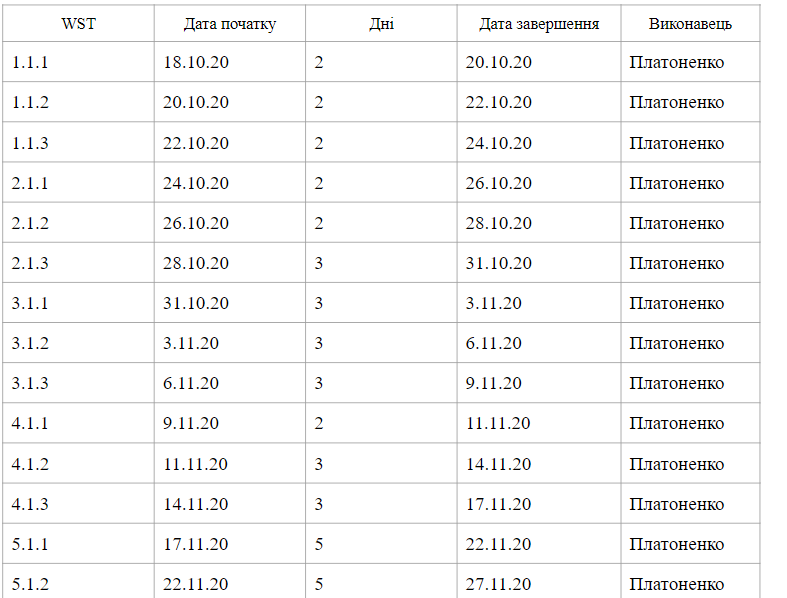 WST Дата початку Дні Дата завершення Виконавець
1.1.1 18.10.20 2 20.10.20 Платоненко
1.1.2 20.10.20 2 22.10.20 Платоненко
1.1.3 22.10.20 2 24.10.20 Платоненко
2.1.1 24.10.20 2 26.10.20 Платоненко
2.1.2 26.10.20 2 28.10.20 Платоненко
2.1.3 28.10.20 3 31.10.20 Платоненко
3.1.1 31.10.20 3 3.11.20 Платоненко
3.1.2 3.11.20 3 6.11.20 Платоненко
3.1.3 6.11.20 3 9.11.20 Платоненко
4.1.1 9.11.20 2 11.11.20 Платоненко
4.1.2 11.11.20 3 14.11.20 Платоненко
4.1.3 14.11.20 3 17.11.20 Платоненко
5.1.1 17.11.20 5 22.11.20 Платоненко
5.1.2 22.11.20 5 27.11.20 Платоненко